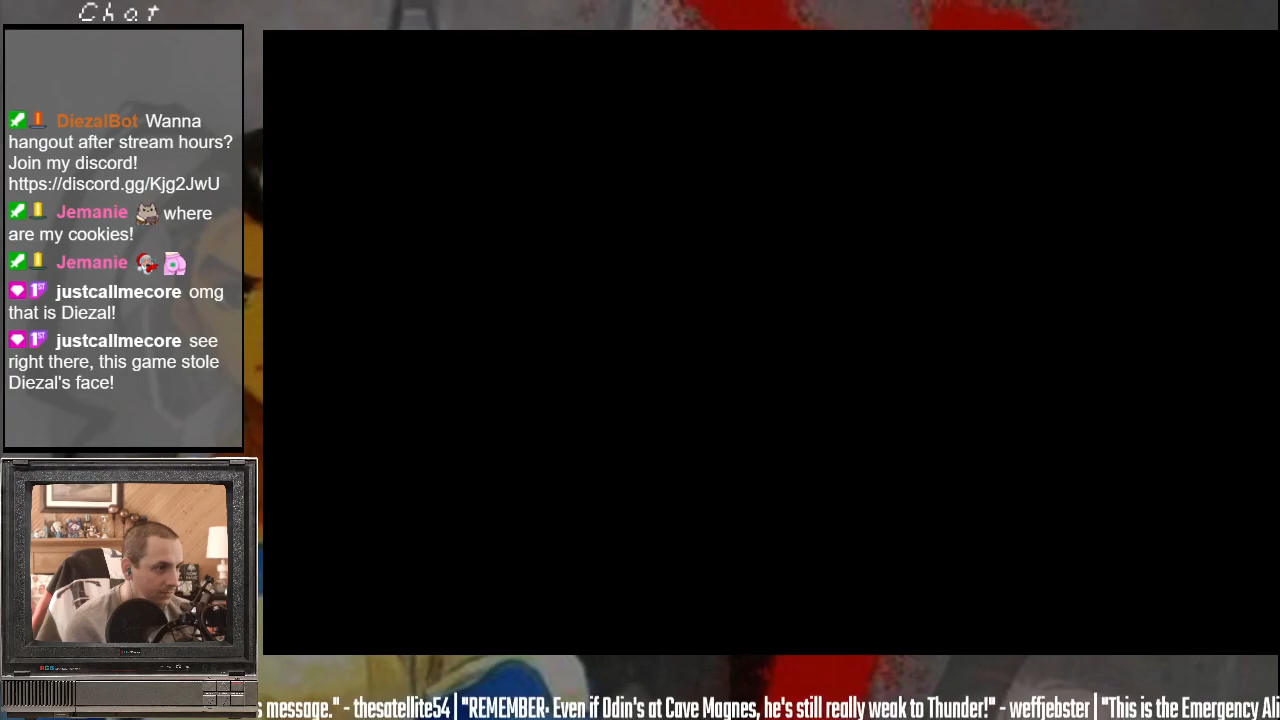 Chat
DiezalBot Wanna
hangout after stream hours?
Join my discord!
https://discord.gg/Kjg2JwU
Jemanie where
are my cookies!
Jemanie
1ST justcallmecore omg
that is Diezal!
1ST justcallmecore see
right there, this game stole
Diezal's face!
s message." - thesatellite54 | "REMEMBER: Even if Odin's at Cave Magnes, he's still really weak to Thunder!" - weffjebster | "This is the Emergency Al